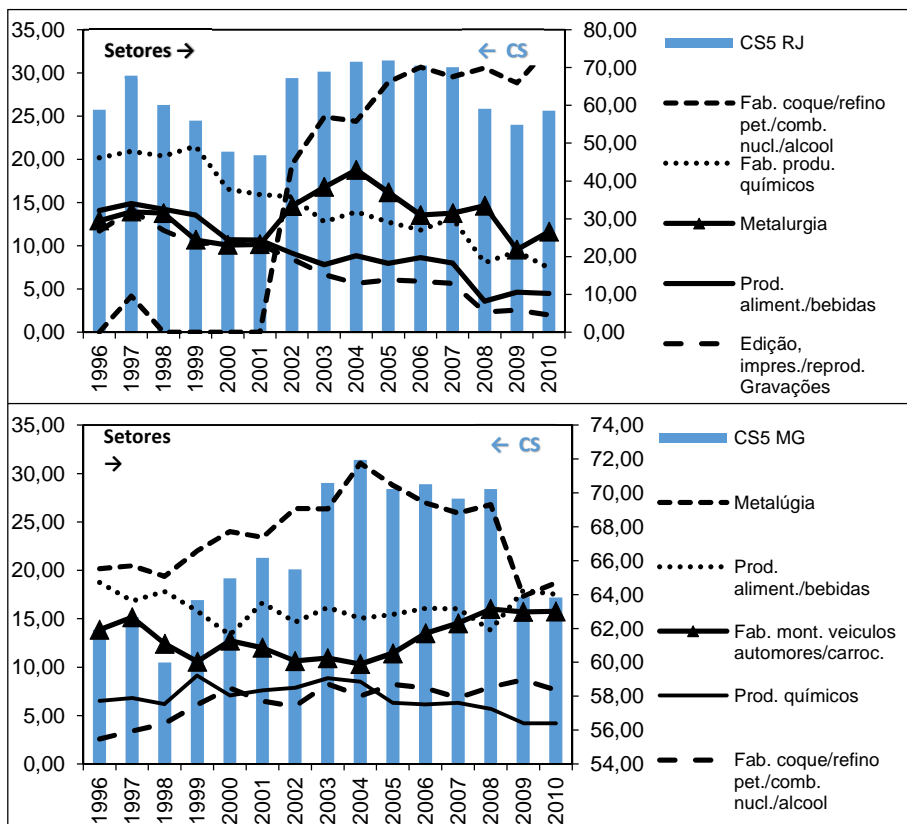 35,00
30,00
25,00
20,00
15,00
10,00
5,00
0,00
Setores →
← CS
80,00
70,00
60,00
50,00
40,00
30,00
20,00
10,00
0,00
1996
1997
1998
1999
2000
2001
2002
2003
2004
2005
2006
2007
2008
2009
2010
CS5 RJ
Fab. coque/refino
pet./comb.
nucl./alcool
Fab. produ.
químicos
Metalurgia
Prod.
aliment./bebidas
Edição,
impres./reprod.
Gravações
35,00
30,00
25,00
20,00
15,00
10,00
5,00
0,00
Setores
→
← CS
74,00
72,00
70,00
68,00
66,00
64,00
62,00
60,00
58,00
56,00
54,00
1996
1997
1998
1999
2000
2001
2002
2003
2004
2005
2006
2007
2008
2009
2010
CS5 MG
Metalúgia
Prod.
aliment./bebidas
Fab. mont. veiculos
automores/carroc.
Prod. químicos
Fab. coque/refino
pet./comb.
nucl./alcool